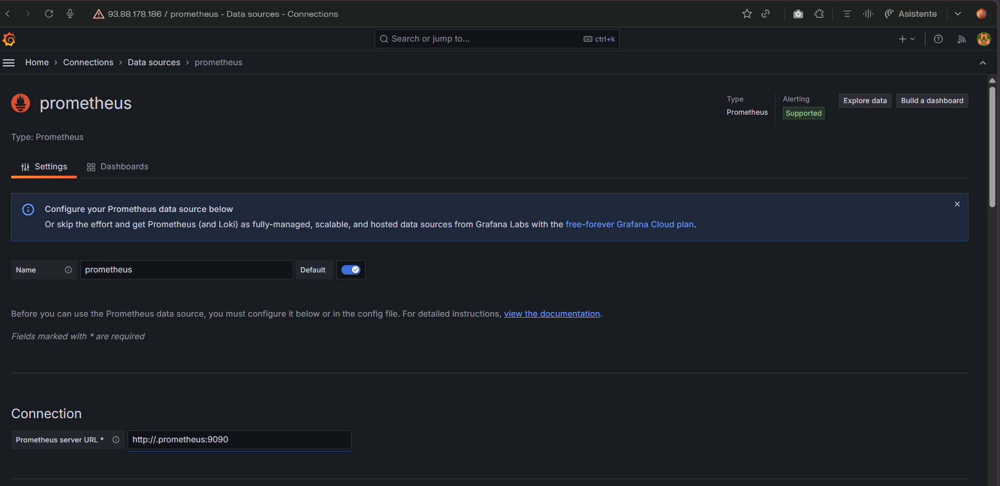 93.88.178.186 / prometheus - Data sources - Connections
Asistente
Search or jump to...
ctrl+k
Home
Connections
Data sources
prometheus
prometheus
Type
Prometheus
Alerting
Supported
Explore data
Build a dashboard
Type: Prometheus
Settings
Dashboards
Configure your Prometheus data source below
Or skip the effort and get Prometheus (and Loki) as fully-managed, scalable, and hosted data sources from Grafana Labs with the free-forever Grafana Cloud plan.
Name
prometheus
Default
Before you can use the Prometheus data source, you must configure it below or in the config file. For detailed instructions, view the documentation.
Fields marked with * are required
Connection
Prometheus server URL *
http://.prometheus:9090